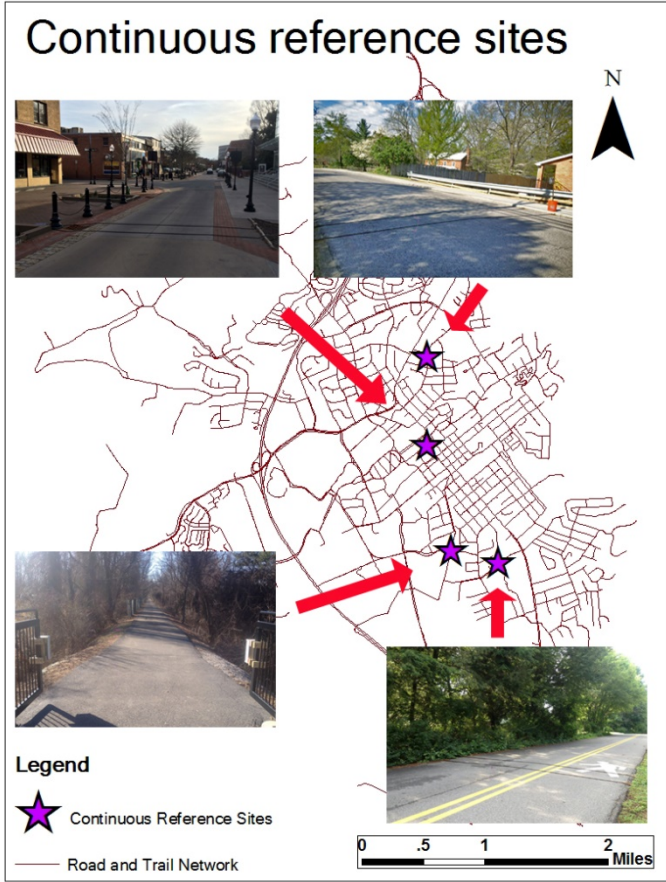 Continuous reference sites
N
Legend
Continuous Reference Sites
Road and Trail Network
0 .5 1 2
Miles